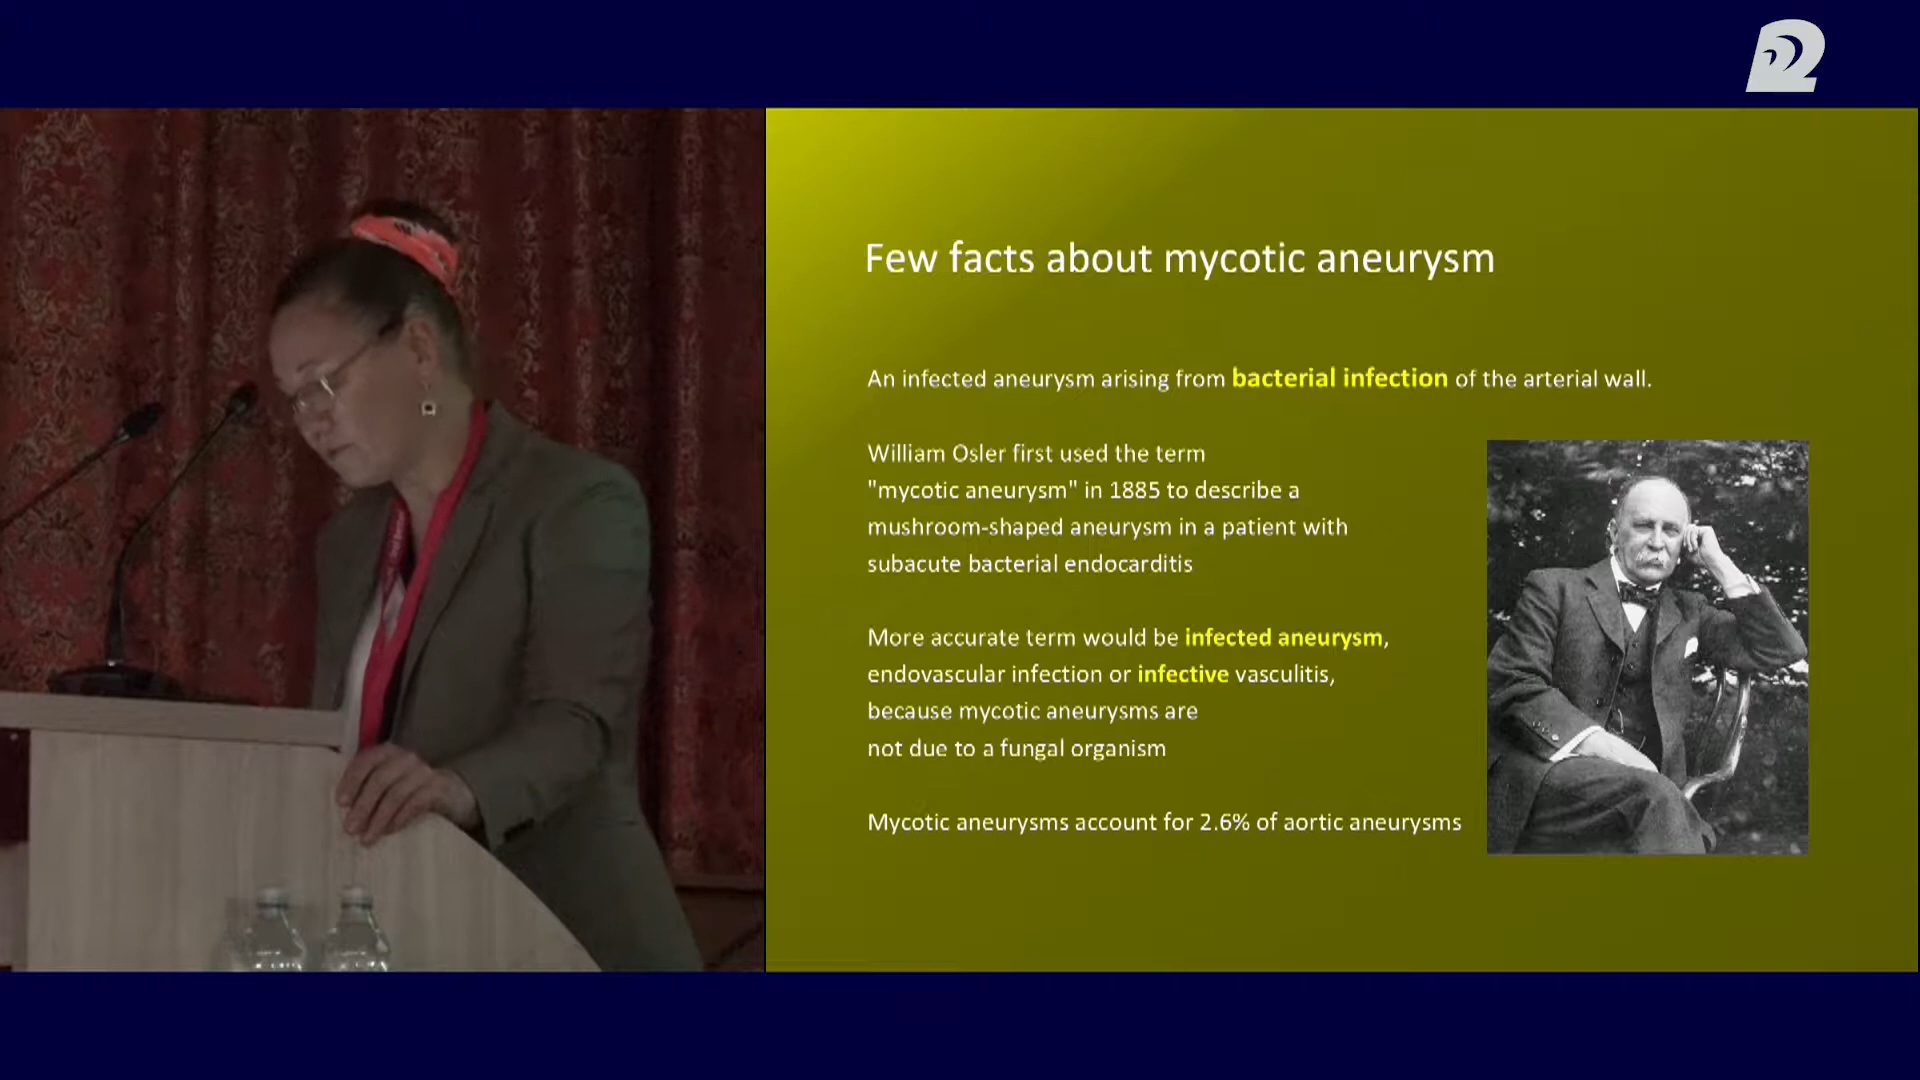 Few facts about mycotic aneurysm
An infected aneurysm arising from bacterial infection of the arterial wall.
William Osler first used the term
"mycotic aneurysm" in 1885 to describe a
mushroom-shaped aneurysm in a patient with
subacute bacterial endocarditis
More accurate term would be infected aneurysm,
endovascular infection or infective vasculitis,
because mycotic aneurysms are
not due to a fungal organism
Mycotic aneurysms account for 2.6% of aortic aneurysms